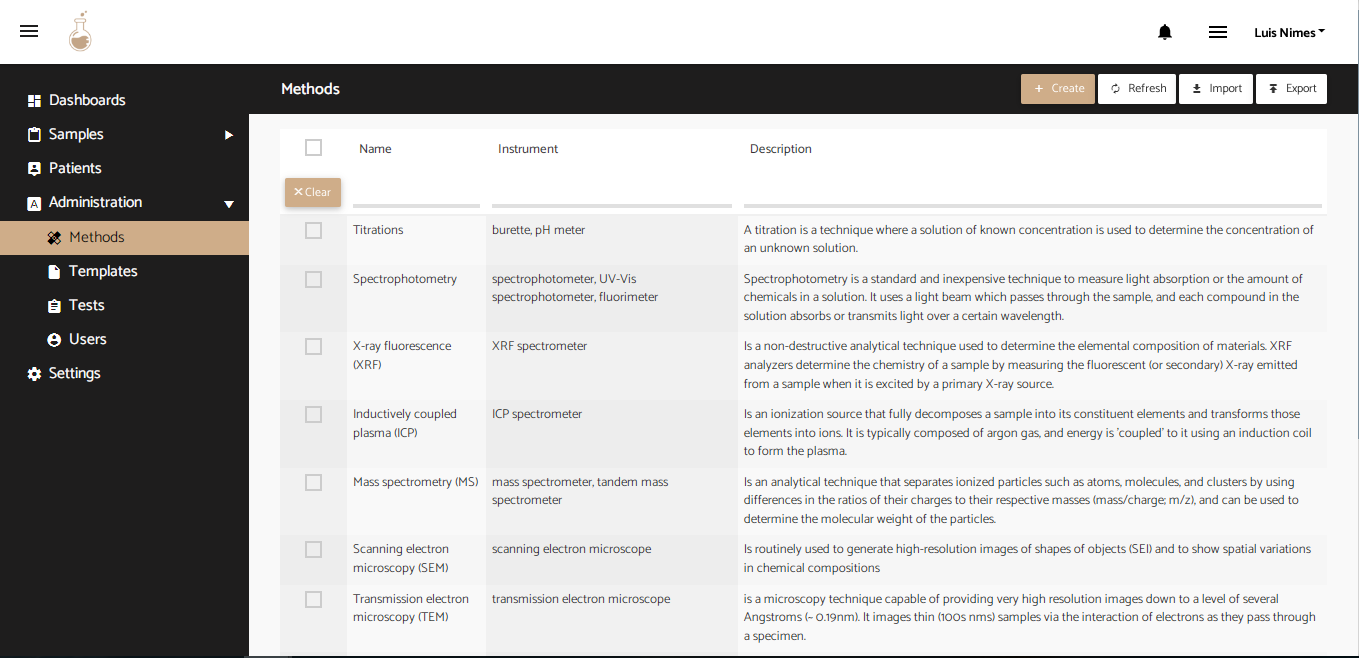 Luis Nimes
Dashboards
Samples
Patients
Administration
Methods
Templates
Tests
Users
Settings
Methods
+ Create
Refresh
Import
Export
Name Instrument Description
×Clear
Titrations
burette, pH meter
A titration is a technique where a solution of known concentration is used to determine the concentration of
an unknown solution.
Spectrophotometry
spectrophotometer, UV-Vis
spectrophotometer, fluorimeter
Spectrophotometry is a standard and inexpensive technique to measure light absorption or the amount of
chemicals in a solution. It uses a light beam which passes through the sample, and each compound in the
solution absorbs or transmits light over a certain wavelength.
X-ray fluorescence
(XRF)
XRF spectrometer
Is a non-destructive analytical technique used to determine the elemental composition of materials. XRF
analyzers determine the chemistry of a sample by measuring the fluorescent (or secondary) X-ray emitted
from a sample when it is excited by a primary X-ray source.
Inductively coupled
plasma (ICP)
ICP spectrometer
Is an ionization source that fully decomposes a sample into its constituent elements and transforms those
elements into ions. It is typically composed of argon gas, and energy is 'coupled' to it using an induction coil
to form the plasma.
Mass spectrometry (MS)
mass spectrometer, tandem mass
spectrometer
Is an analytical technique that separates ionized particles such as atoms, molecules, and clusters by using
differences in the ratios of their charges to their respective masses (mass/charge; m/z), and can be used to
determine the molecular weight of the particles.
Scanning electron
microscopy (SEM)
scanning electron microscope
Is routinely used to generate high-resolution images of shapes of objects (SEI) and to show spatial variations
in chemical compositions
Transmission electron
microscopy (TEM)
transmission electron microscope
is a microscopy technique capable of providing very high resolution images down to a level of several
Angstroms (~ 0.19nm). It images thin (100s nms) samples via the interaction of electrons as they pass through
a specimen.